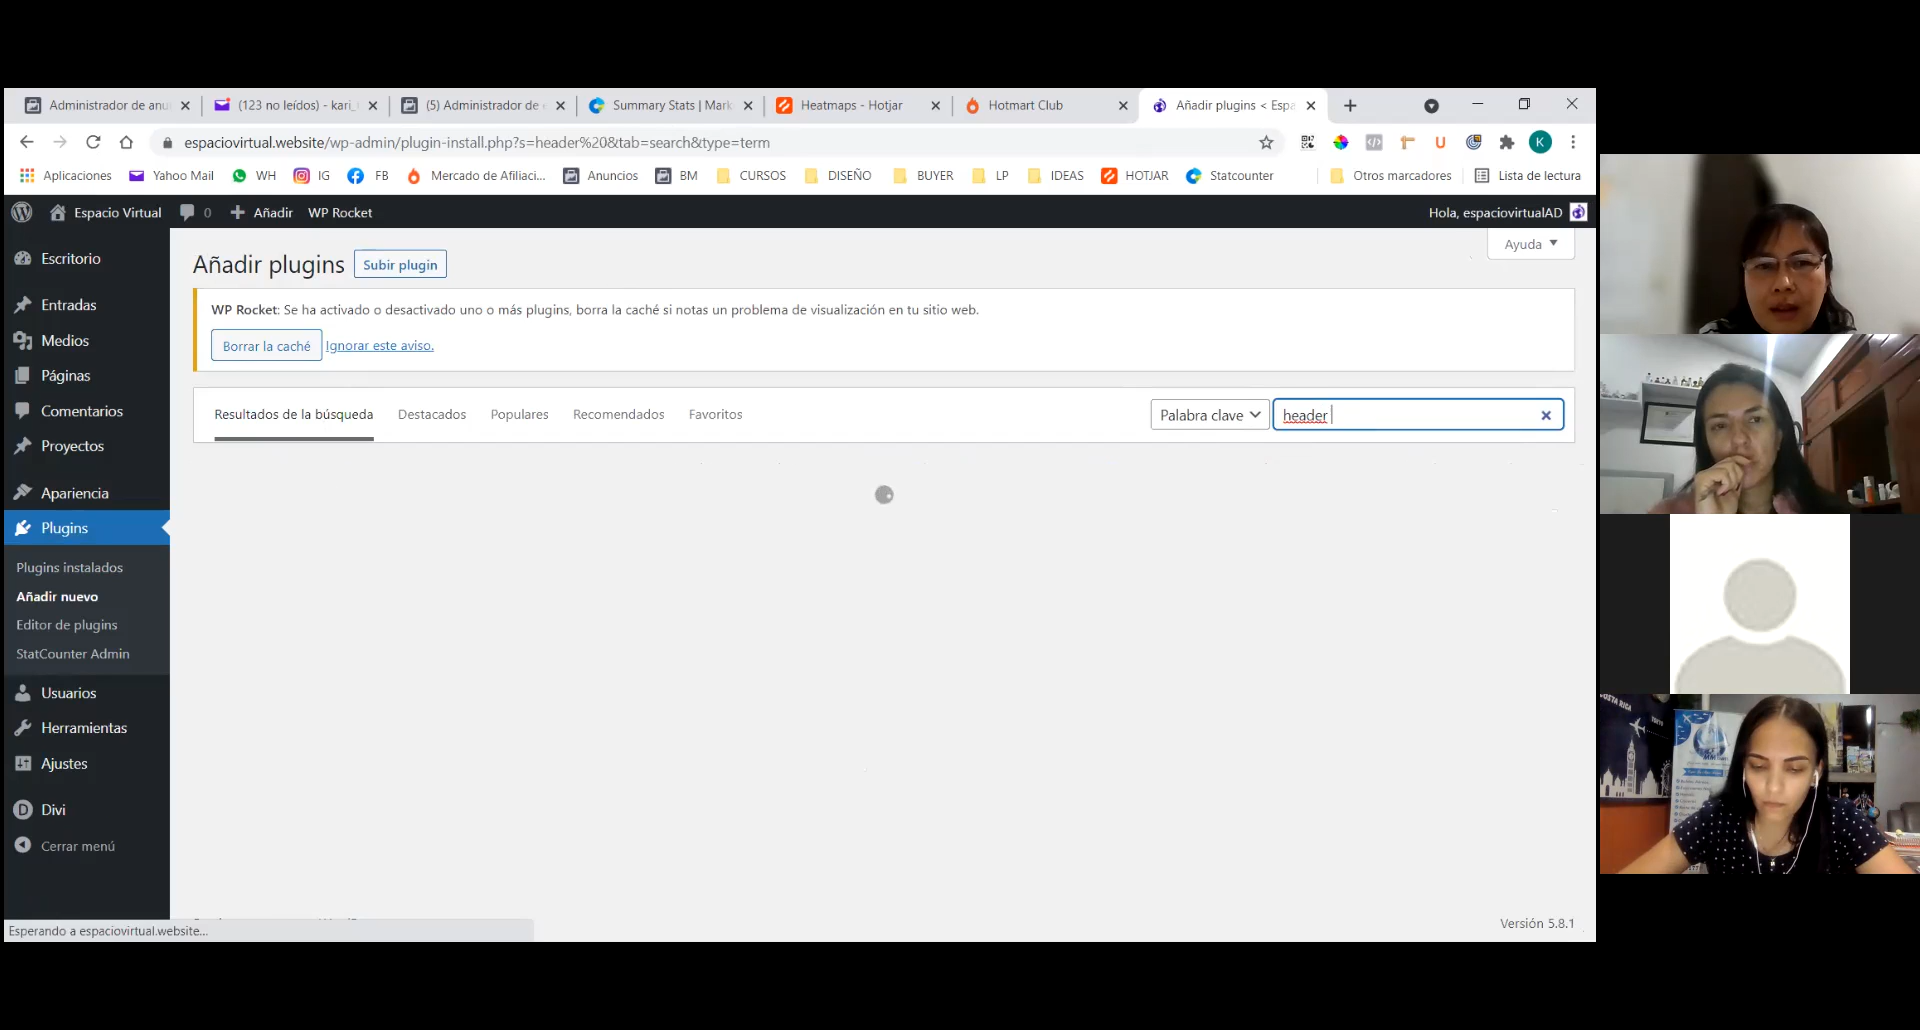 Administrador de anu
(123 no leídos) - kari_
(5) Administrador de e
Summary Stats | Mark
Heatmaps - Hotjar
Hotmart Club
Añadir plugins < Espa
espaciovirtual.website/wp-admin/plugin-install.php?s=header%20&tab=search&type=term
K
Aplicaciones
Yahoo Mail
WH
IG
FB
Mercado de Afiliaci...
Anuncios
BM
CURSOS
DISEÑO
BUYER
LP
IDEAS
HOTJAR
Statcounter
Otros marcadores
Lista de lectura
Espacio Virtual
0
Añadir
WP Rocket
Hola, espaciovirtualAD
Escritorio
Entradas
Medios
Páginas
Comentarios
Proyectos
Apariencia
Plugins
Plugins instalados
Añadir nuevo
Editor de plugins
StatCounter Admin
Usuarios
Herramientas
Ajustes
Divi
Cerrar menú
Ayuda
Añadir plugins
Subir plugin
WP Rocket: Se ha activado o desactivado uno o más plugins, borra la caché si notas un problema de visualización en tu sitio web.
Borrar la caché
Ignorar este aviso.
Resultados de la búsqueda
Destacados
Populares
Recomendados
Favoritos
Palabra clave
header
Versión 5.8.1
Esperando a espaciovirtual.website...
COSTA RICA